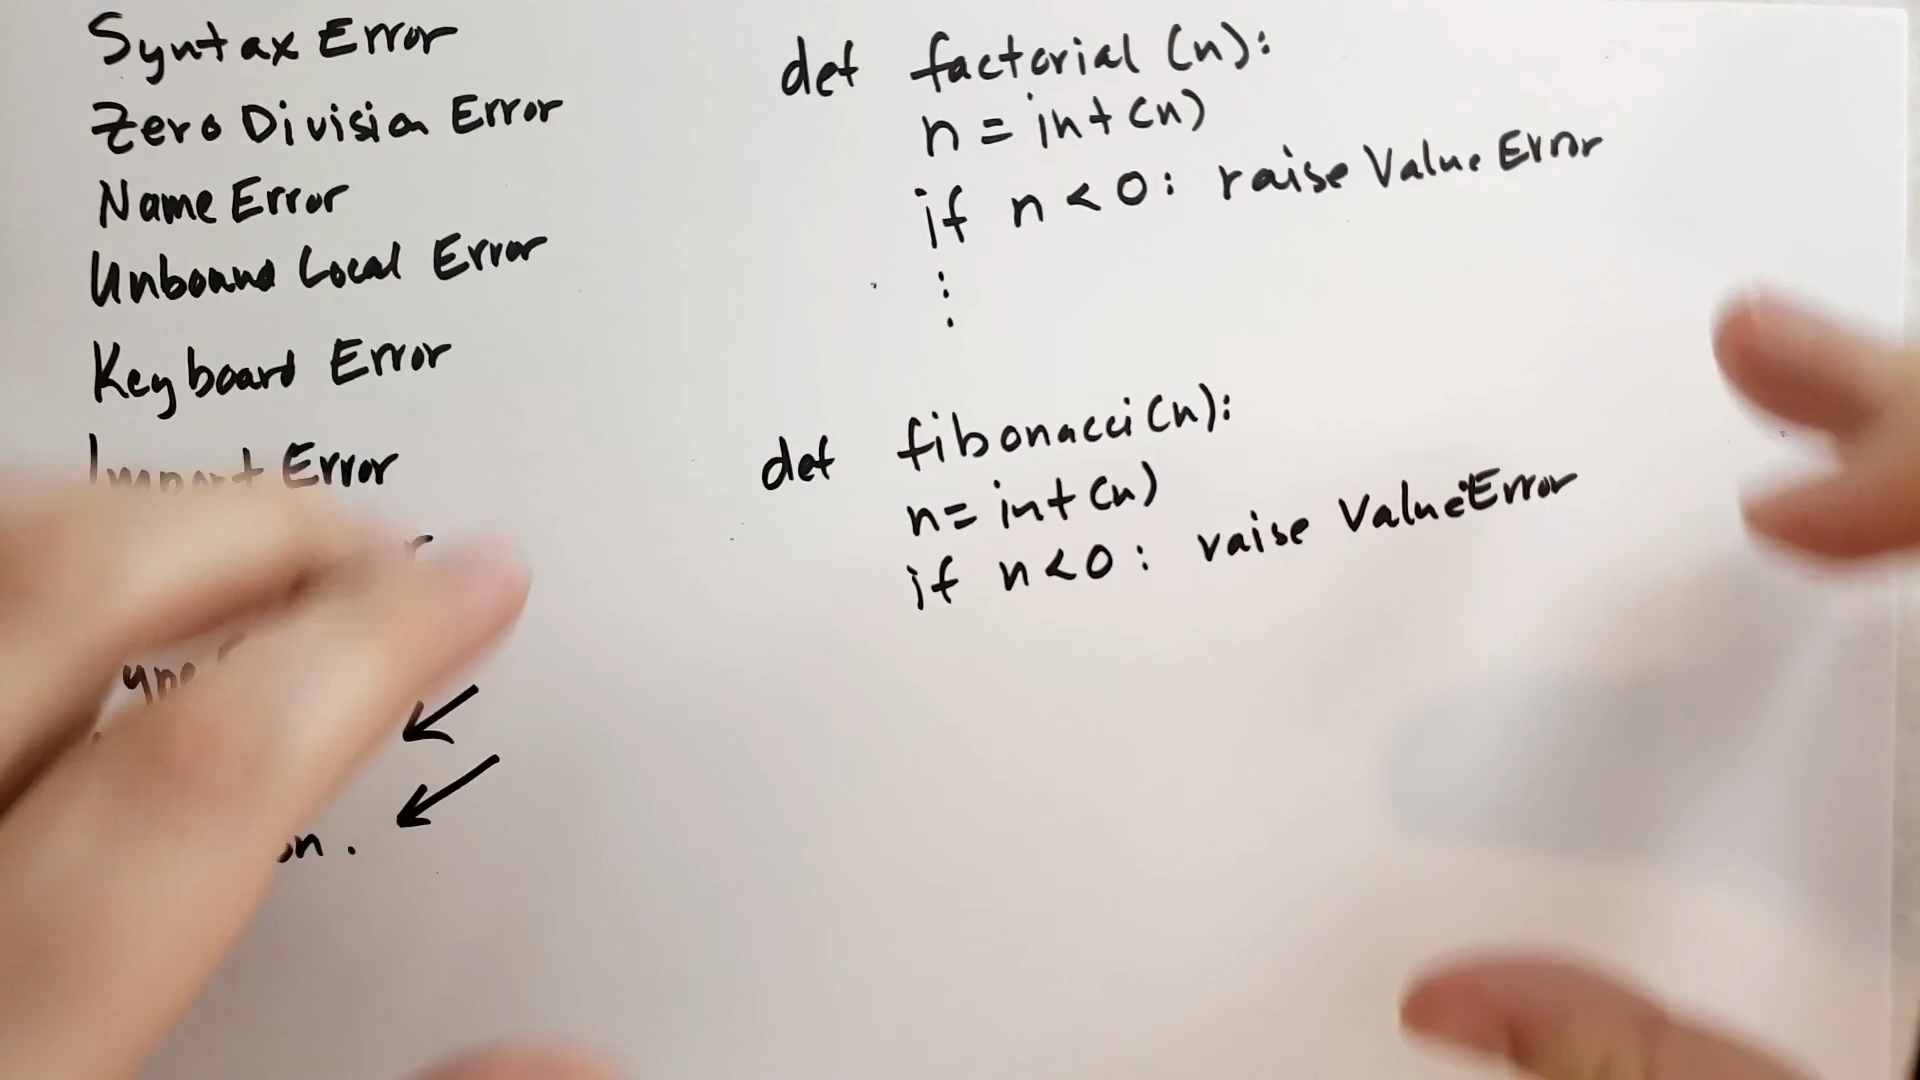 Syntax Error
Zero Division Error
Name Error
Unbound Local Error
Keyboard Error
Error
def factorial (n):
n = int(n)
if n < 0: raise Value Error
:
.
def fibonacci(n):
n = int(n)
if n < 0: raise ValueError